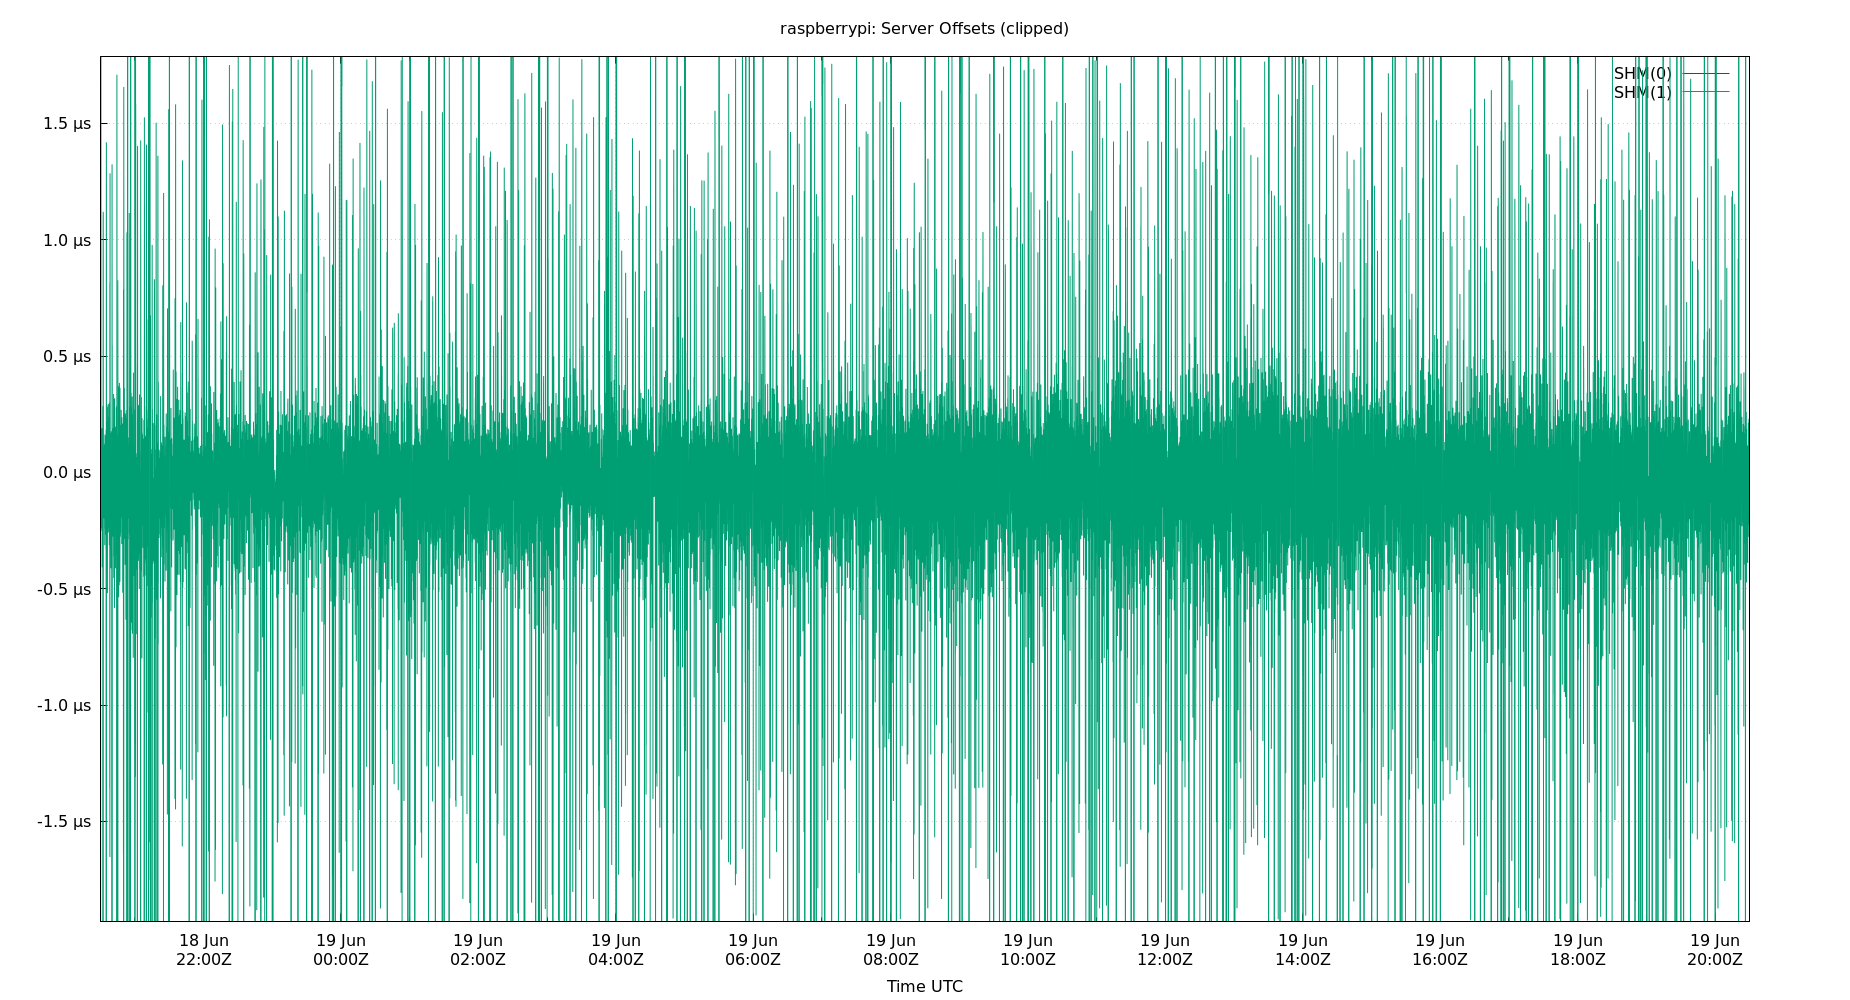 raspberrypi: Server Offsets (clipped)
SHM(0)
SHM(1)
1.5 µs
1.0 µs
0.5 µs
0.0 µs
-0.5 µs
-1.0 µs
-1.5 µs
18 Jun 19 Jun 19 Jun 19 Jun 19 Jun 19 Jun 19 Jun 19 Jun 19 Jun 19 Jun 19 Jun 19 Jun
22:00Z 00:00Z 02:00Z 04:00Z 06:00Z 08:00Z 10:00Z 12:00Z 14:00Z 16:00Z 18:00Z 20:00Z
Time UTC